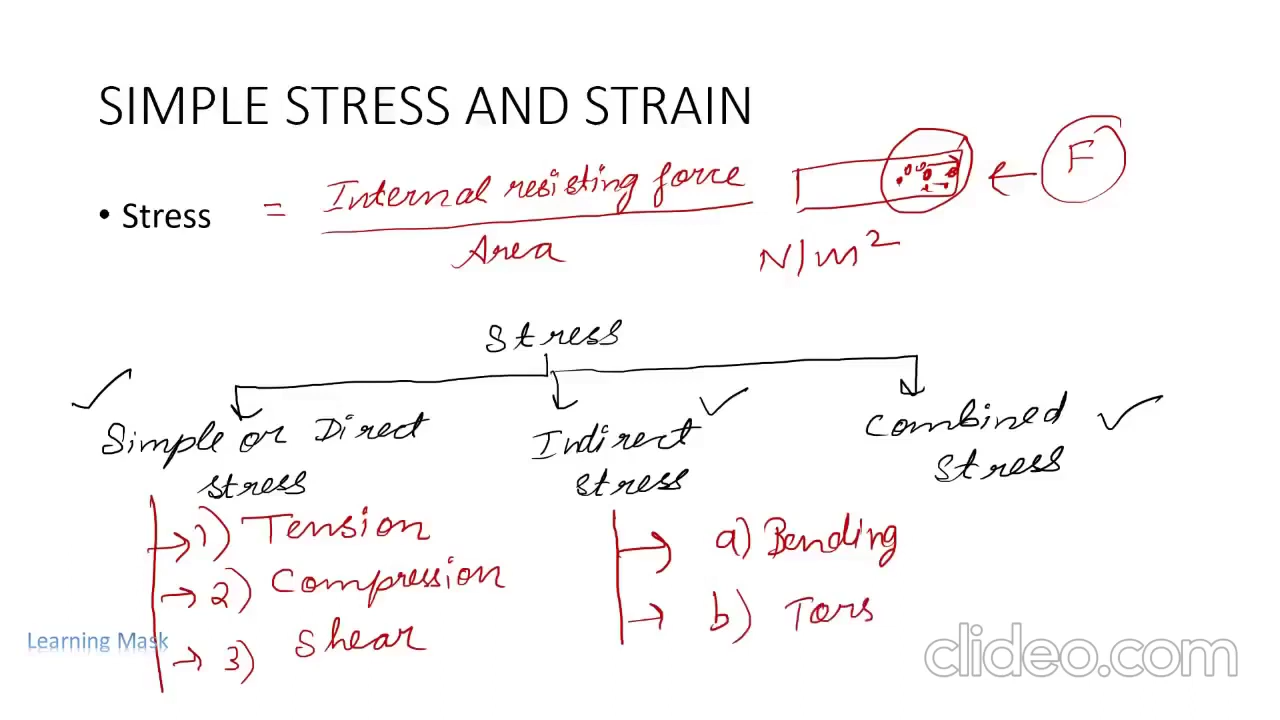 SIMPLE STRESS AND STRAIN
• Stress = Internal resisting force
Area
F
N/m²
Stress
Simple or Direct stress
Indirect stress
Combined stress
→ 1) Tension
→ 2) Compression
→ 3) Shear
→ a) Bending
→ b) Tors
Learning Mask
clideo.com